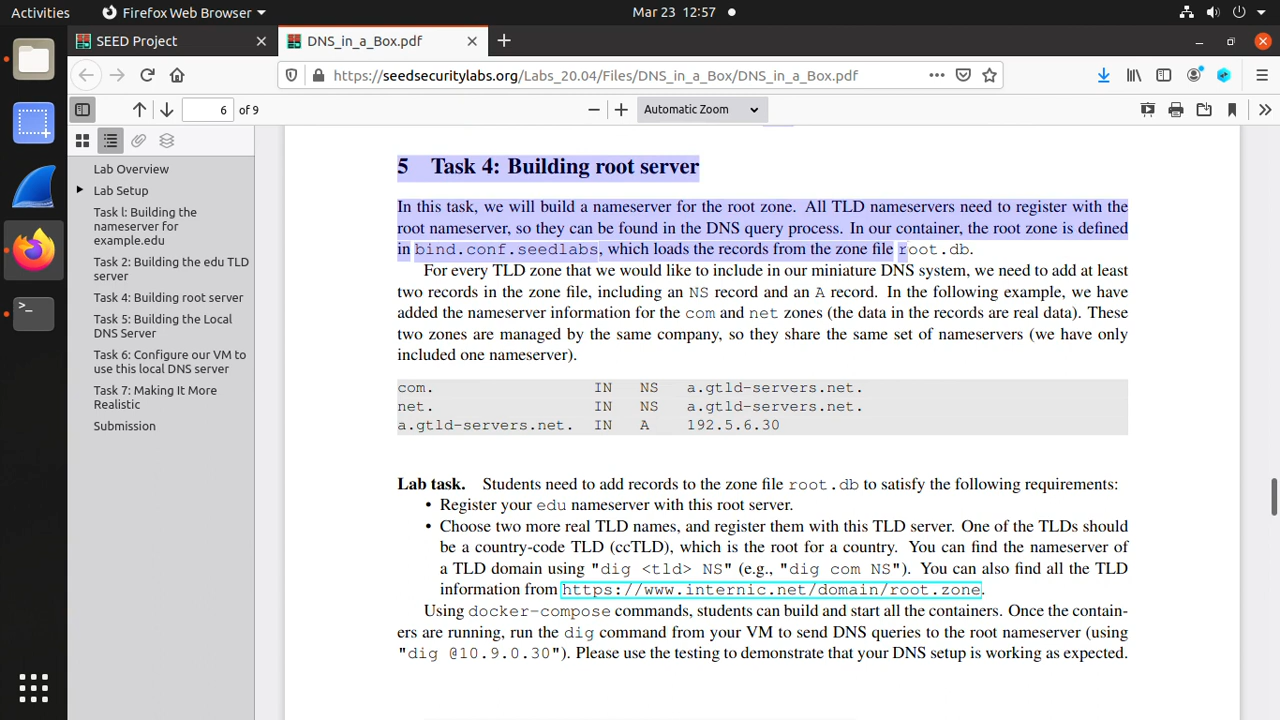 Activities
Firefox Web Browser
Mar 23 12:57
SEED Project
DNS_in_a_Box.pdf
https://seedsecuritylabs.org/Labs_20.04/Files/DNS_in_a_Box/DNS_in_a_Box.pdf
6 of 9
Automatic Zoom
Lab Overview
Lab Setup
Task l: Building the
nameserver for
example.edu
Task 2: Building the edu TLD
server
Task 4: Building root server
Task 5: Building the Local
DNS Server
Task 6: Configure our VM to
use this local DNS server
Task 7: Making It More
Realistic
Submission
5 Task 4: Building root server
In this task, we will build a nameserver for the root zone. All TLD nameservers need to register with the
root nameserver, so they can be found in the DNS query process. In our container, the root zone is defined
in bind.conf.seedlabs, which loads the records from the zone file root.db.
For every TLD zone that we would like to include in our miniature DNS system, we need to add at least
two records in the zone file, including an NS record and an A record. In the following example, we have
added the nameserver information for the com and net zones (the data in the records are real data). These
two zones are managed by the same company, so they share the same set of nameservers (we have only
included one nameserver).
com. IN NS a.gtld-servers.net.
net. IN NS a.gtld-servers.net.
a.gtld-servers.net. IN A 192.5.6.30
Lab task. Students need to add records to the zone file root.db to satisfy the following requirements:
• Register your edu nameserver with this root server.
• Choose two more real TLD names, and register them with this TLD server. One of the TLDs should
be a country-code TLD (ccTLD), which is the root for a country. You can find the nameserver of
a TLD domain using "dig <tld> NS" (e.g., "dig com NS"). You can also find all the TLD
information from https://www.internic.net/domain/root.zone.
Using docker-compose commands, students can build and start all the containers. Once the contain-
ers are running, run the dig command from your VM to send DNS queries to the root nameserver (using
"dig @10.9.0.30"). Please use the testing to demonstrate that your DNS setup is working as expected.